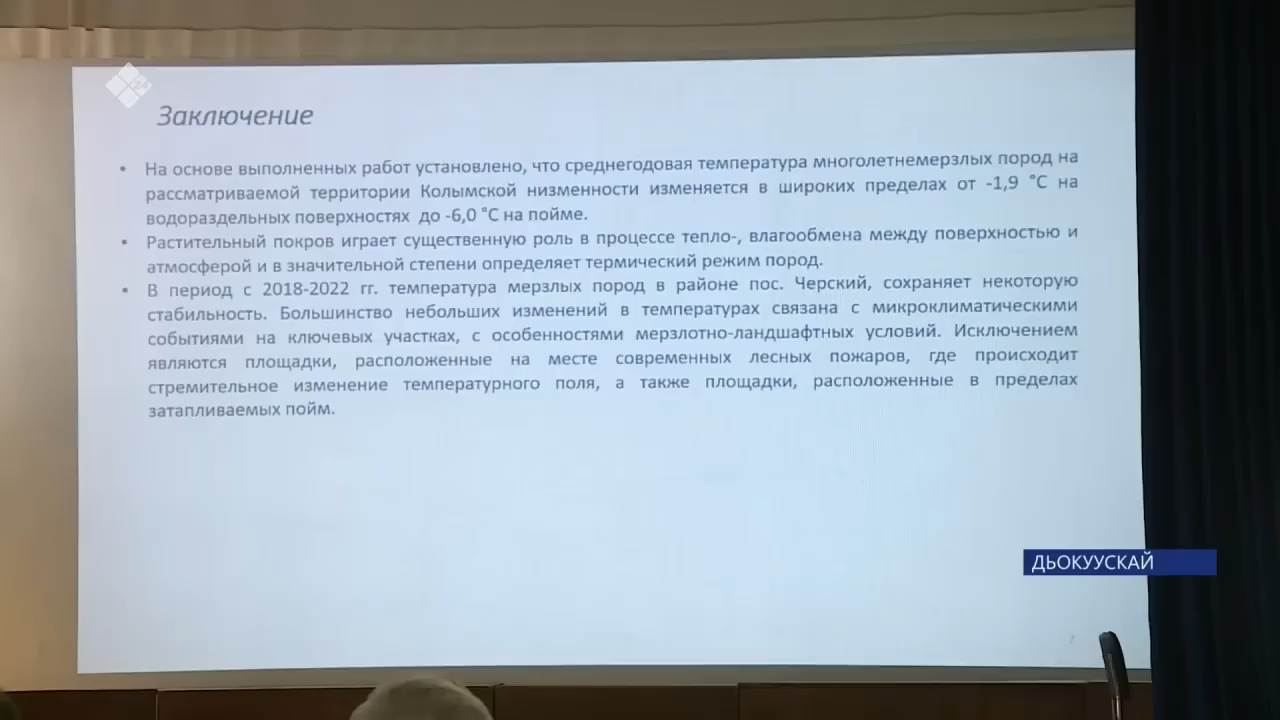 Заключение
• На основе выполненных работ установлено, что среднегодовая температура многолетнемерзлых пород на
рассматриваемой территории Колымской низменности изменяется в широких пределах от -1,9 °С на
водораздельных поверхностях до -6,0 °С на пойме.
• Растительный покров играет существенную роль в процессе тепло-, влагообмена между поверхностью и
атмосферой и в значительной степени определяет термический режим пород.
• В период с 2018-2022 гг. температура мерзлых пород в районе пос. Черский, сохраняет некоторую
стабильность. Большинство небольших изменений в температурах связана с микроклиматическими
событиями на ключевых участках, с особенностями мерзлотно-ландшафтных условий. Исключением
являются площадки, расположенные на месте современных лесных пожаров, где происходит
стремительное изменение температурного поля, а также площадки, расположенные в пределах
затапливаемых пойм.
ДЬОКУУСКАЙ